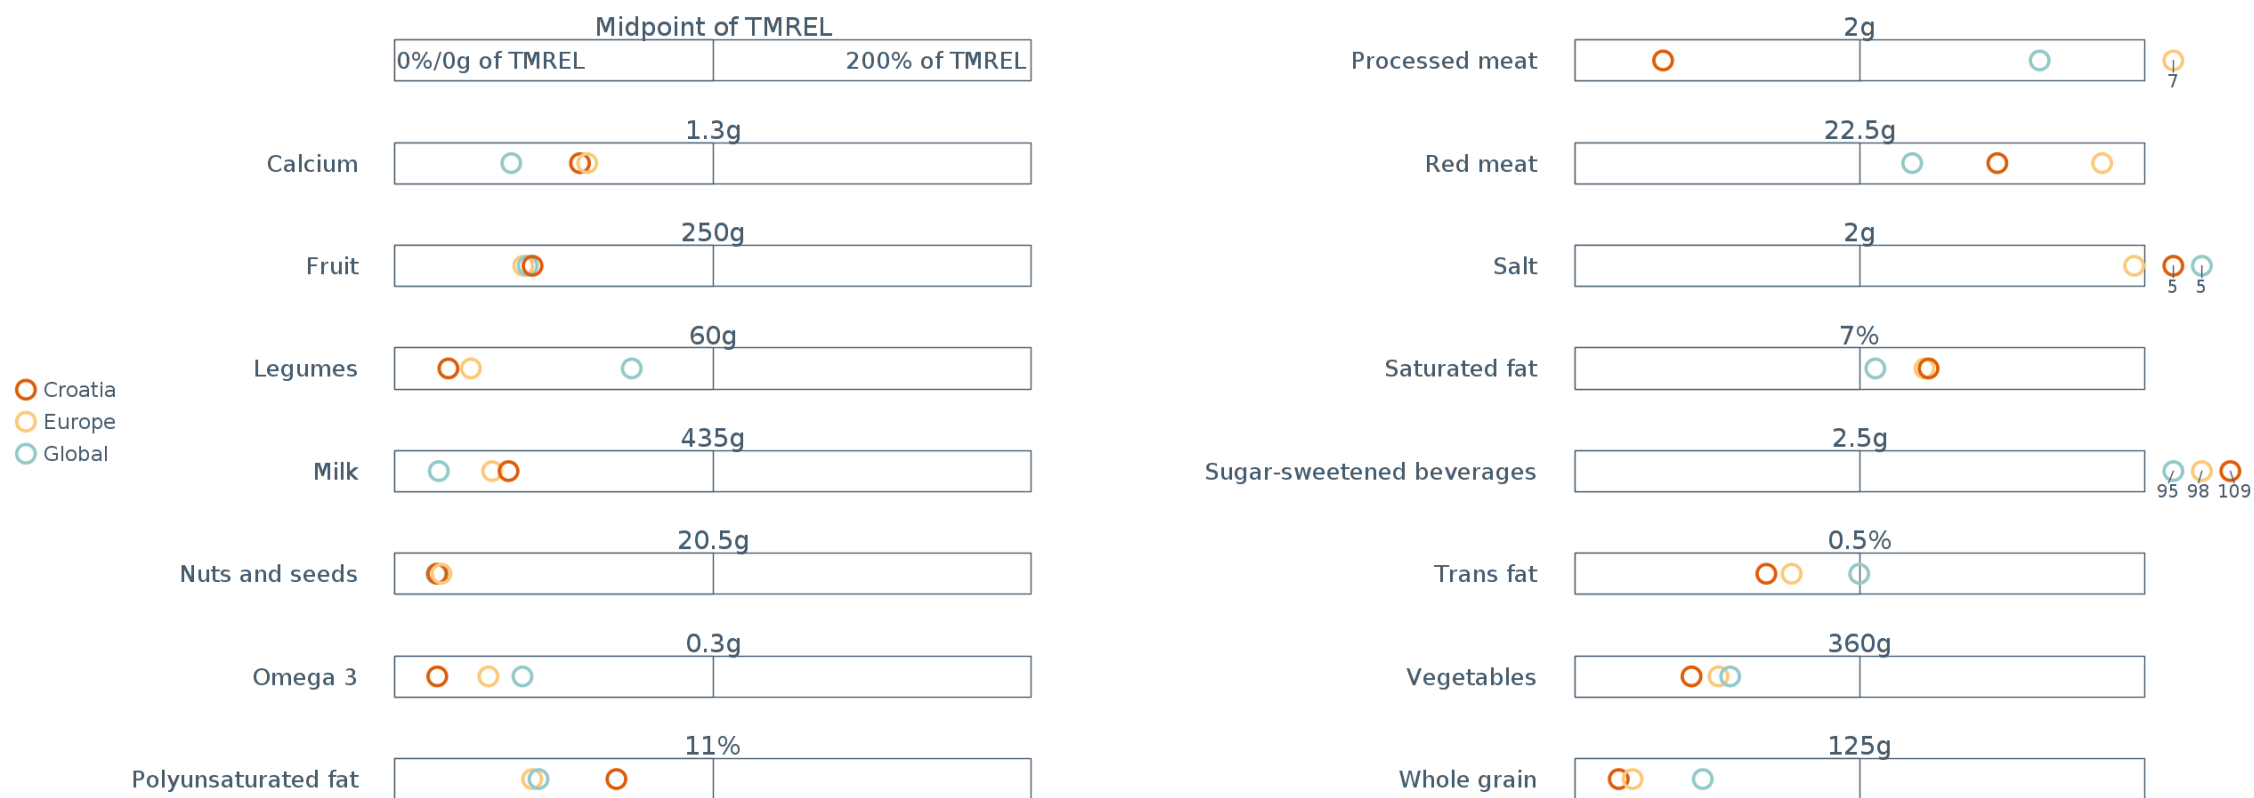 Midpoint of TMREL
0%/0g of TMREL
200% of TMREL
Calcium
1.3g
Fruit
250g
Legumes
60g
Milk
435g
Nuts and seeds
20.5g
Omega 3
0.3g
Polyunsaturated fat
11%
Croatia
Europe
Global
Processed meat
2g
7
Red meat
22.5g
Salt
2g
5 5
Saturated fat
7%
Sugar-sweetened beverages
2.5g
95 98 109
Trans fat
0.5%
Vegetables
360g
Whole grain
125g